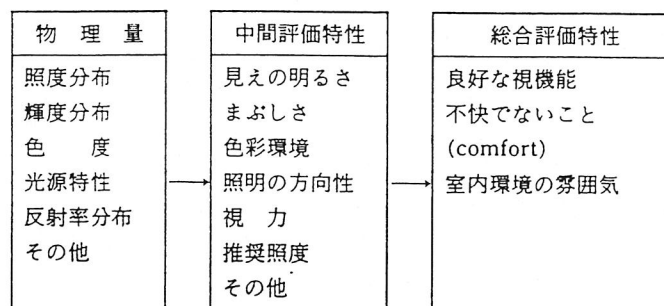 物理量
照度分布
輝度分布
色度
光源特性
反射率分布
その他
中間評価特性
見えの明るさ
まぶしさ
色彩環境
照明の方向性
視力
推奨照度
その他
総合評価特性
良好な視機能
不快でないこと
(comfort)
室内環境の雰囲気